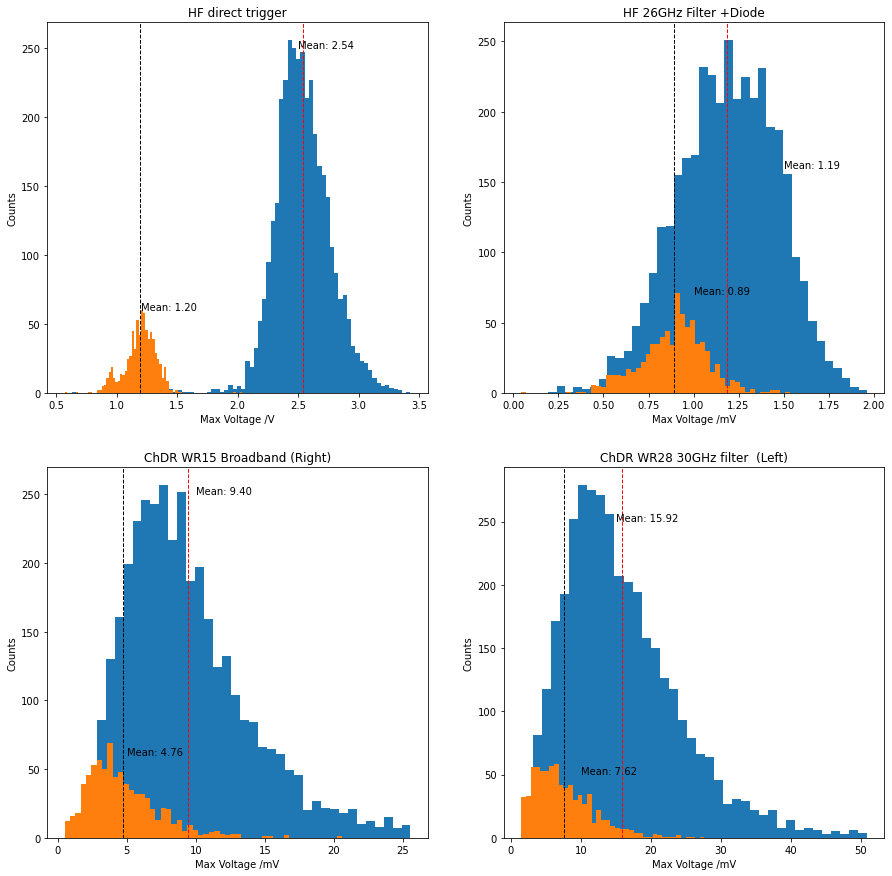 HF direct trigger
Mean: 2.54
Mean: 1.20
Counts
0
50
100
150
200
250
0.5
1.0
1.5
2.0
2.5
3.0
3.5
Max Voltage /V
HF 26GHz Filter +Diode
Mean: 1.19
Mean: 0.89
Counts
0
50
100
150
200
250
0.00
0.25
0.50
0.75
1.00
1.25
1.50
1.75
2.00
Max Voltage /mV
ChDR WR15 Broadband (Right)
Mean: 9.40
Mean: 4.76
Counts
0
50
100
150
200
250
0
5
10
15
20
25
Max Voltage /mV
ChDR WR28 30GHz filter  (Left)
Mean: 15.92
Mean: 7.62
Counts
0
50
100
150
200
250
0
10
20
30
40
50
Max Voltage /mV